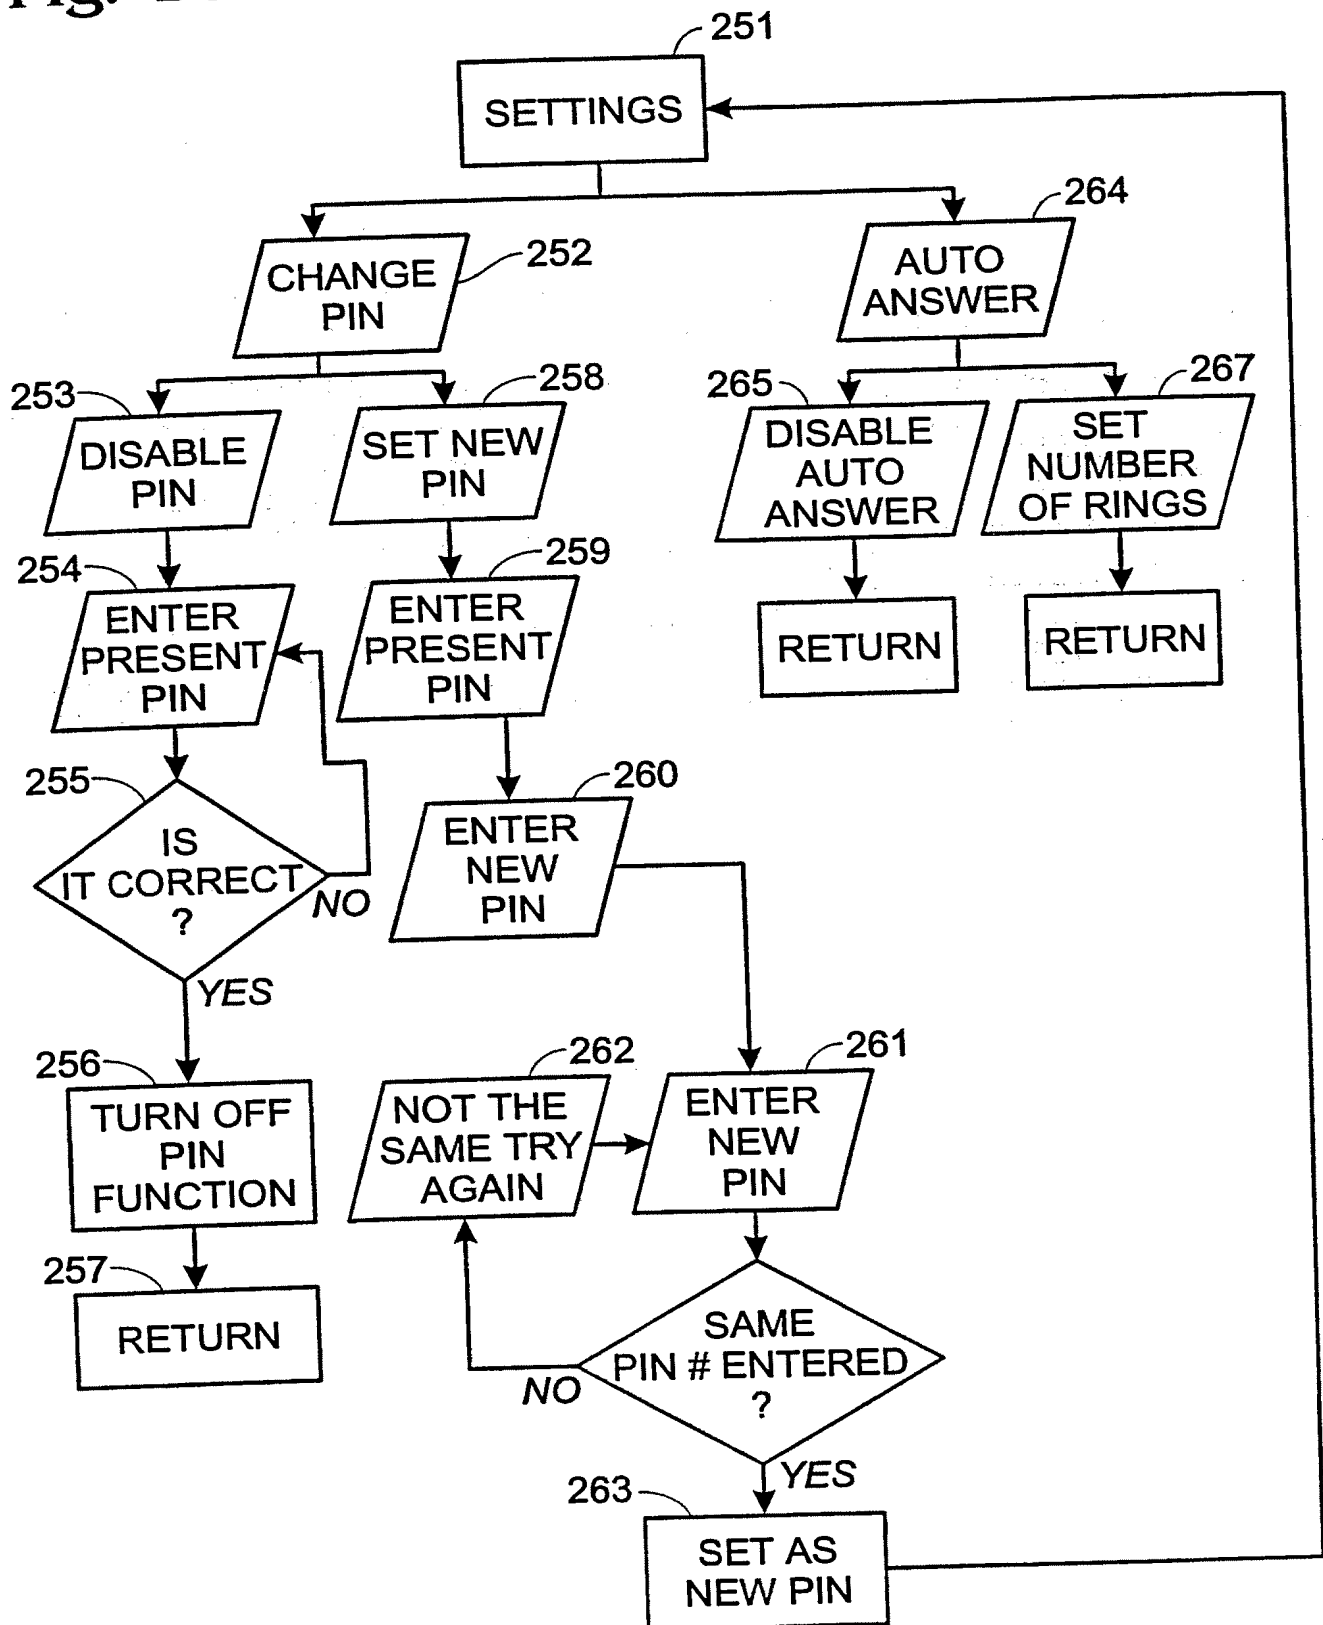 Fig.
251
SETTINGS
264
252
CHANGE
PIN
AUTO
ANSWER
253
258
265
267
DISABLE
PIN
SET NEW
PIN
DISABLE
AUTO
ANSWER
SET
NUMBER
OF RINGS
254
259
ENTER
PRESENT
PIN
ENTER
PRESENT
PIN
RETURN
RETURN
255
260
IS
IT CORRECT
?
NO
ENTER
NEW
PIN
YES
256
262
261
TURN OFF
PIN
FUNCTION
NOT THE
SAME TRY
AGAIN
ENTER
NEW
PIN
257
RETURN
SAME
PIN # ENTERED
?
NO
YES
263
SET AS
NEW PIN